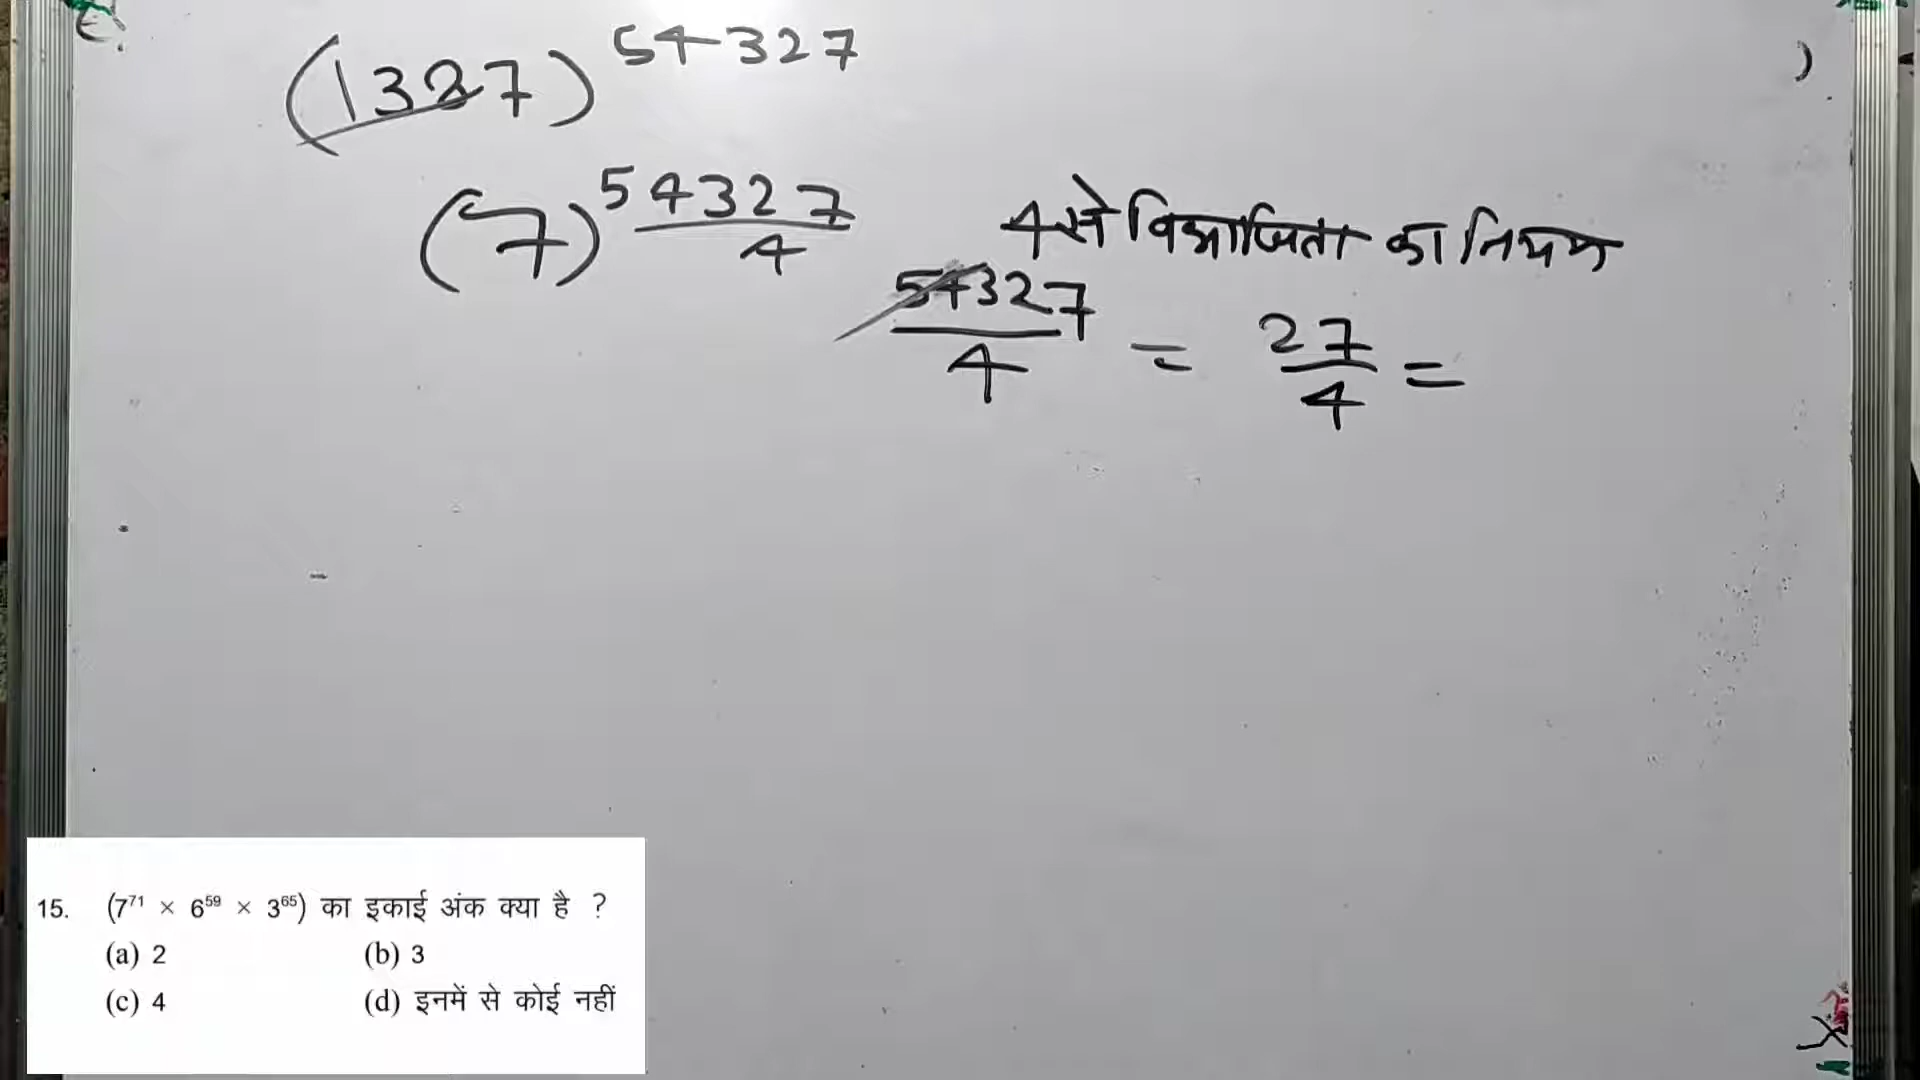 (1327)^54327
(7)^54327/4
4 से विभाजिता का नियम
54327/4 = 27/4 =
15. (7^71 × 6^59 × 3^65) का इकाई अंक क्या है ?
(a) 2 (b) 3
(c) 4 (d) इनमें से कोई नहीं